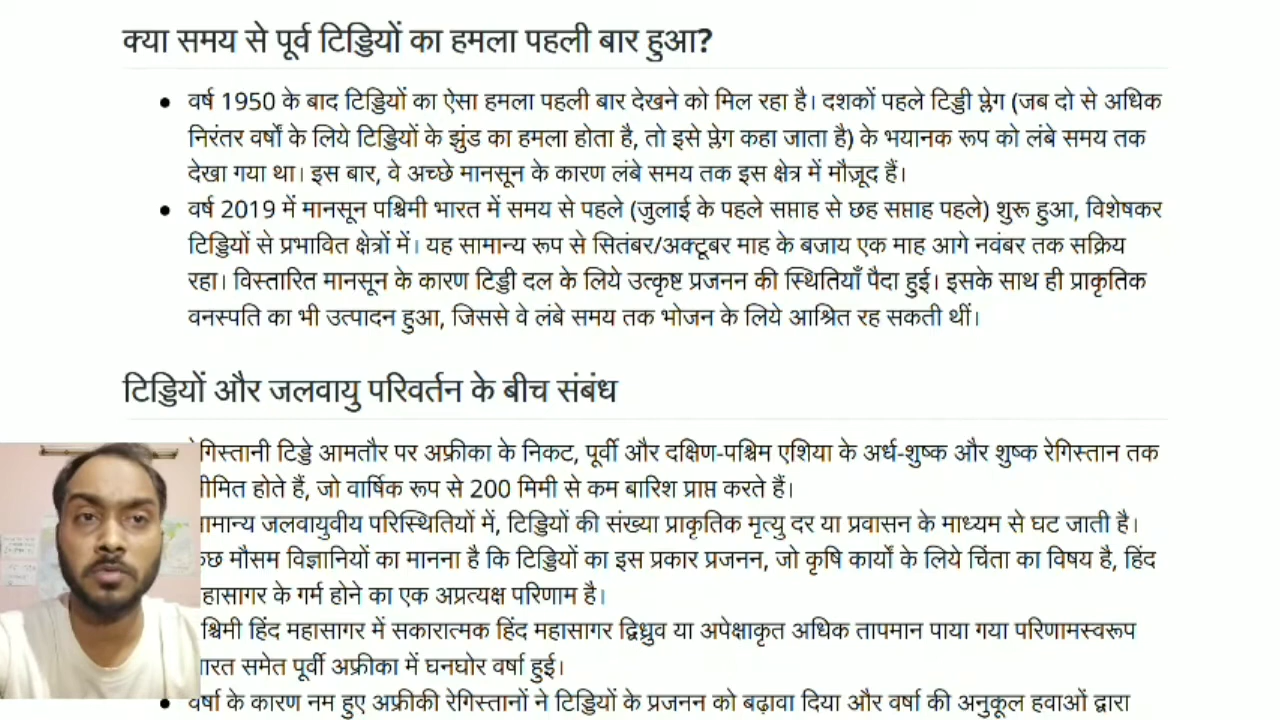 क्या समय से पूर्व टिड्डियों का हमला पहली बार हुआ?
वर्ष 1950 के बाद टिड्डियों का ऐसा हमला पहली बार देखने को मिल रहा है। दशकों पहले टिड्डी प्लेग (जब दो से अधिक
निरंतर वर्षों के लिये टिड्डियों के झुंड का हमला होता है, तो इसे प्लेग कहा जाता है) के भयानक रूप को लंबे समय तक
देखा गया था। इस बार, वे अच्छे मानसून के कारण लंबे समय तक इस क्षेत्र में मौज़ूद हैं।
वर्ष 2019 में मानसून पश्चिमी भारत में समय से पहले (जुलाई के पहले सप्ताह से छह सप्ताह पहले) शुरू हुआ, विशेषकर
टिड्डियों से प्रभावित क्षेत्रों में। यह सामान्य रूप से सितंबर/अक्टूबर माह के बजाय एक माह आगे नवंबर तक सक्रिय
रहा। विस्तारित मानसून के कारण टिड्डी दल के लिये उत्कृष्ट प्रजनन की स्थितियाँ पैदा हुई। इसके साथ ही प्राकृतिक
वनस्पति का भी उत्पादन हुआ, जिससे वे लंबे समय तक भोजन के लिये आश्रित रह सकती थीं।
टिड्डियों और जलवायु परिवर्तन के बीच संबंध
गिस्तानी टिड्डे आमतौर पर अफ्रीका के निकट, पूर्वी और दक्षिण-पश्चिम एशिया के अर्ध-शुष्क और शुष्क रेगिस्तान तक
मित होते हैं, जो वार्षिक रूप से 200 मिमी से कम बारिश प्राप्त करते हैं।
मान्य जलवायुवीय परिस्थितियों में, टिड्डियों की संख्या प्राकृतिक मृत्यु दर या प्रवासन के माध्यम से घट जाती है।
छ मौसम विज्ञानियों का मानना है कि टिड्डियों का इस प्रकार प्रजनन, जो कृषि कार्यों के लिये चिंता का विषय है, हिंद
हासागर के गर्म होने का एक अप्रत्यक्ष परिणाम है।
श्चिमी हिंद महासागर में सकारात्मक हिंद महासागर द्विध्रुव या अपेक्षाकृत अधिक तापमान पाया गया परिणामस्वरूप
रत समेत पूर्वी अफ्रीका में घनघोर वर्षा हुई।
वर्षा के कारण नम हुए अफ्रीकी रेगिस्तानों ने टिड्डियों के प्रजनन को बढ़ावा दिया और वर्षा की अनुकूल हवाओं द्वारा